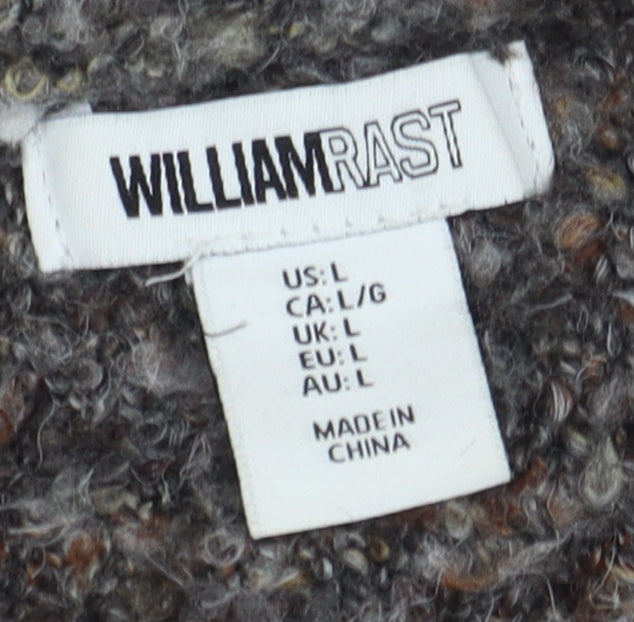 WILLIAMRAST
US: L
CA: L/G
UK: L
EU: L
AU: L
MADE IN
CHINA